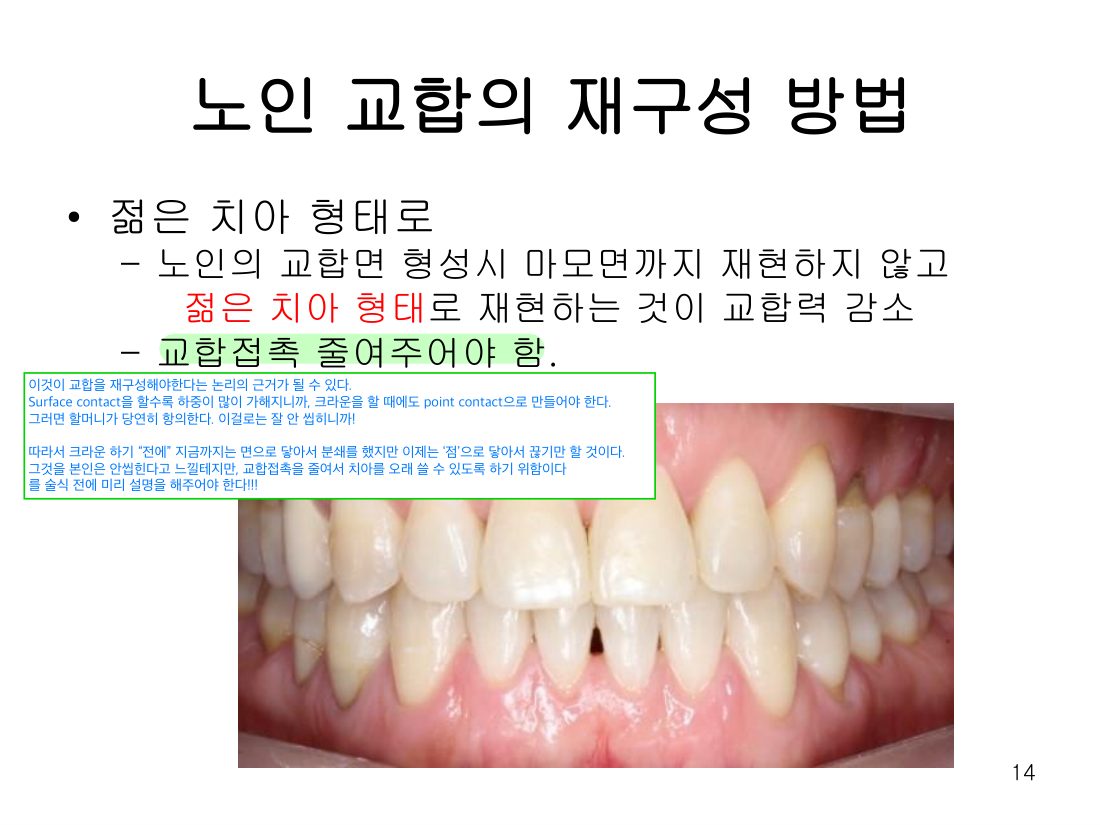 노인 교합의 재구성 방법
• 젊은 치아 형태로
– 노인의 교합면 형성시 마모면까지 재현하지 않고
젊은 치아 형태로 재현하는 것이 교합력 감소
– 교합접촉 줄여주어야 함.
이것이 교합을 재구성해야한다는 논리의 근거가 될 수 있다.
Surface contact을 할수록 하중이 많이 가해지니까, 크라운을 할 때에도 point contact으로 만들어야 한다.
그러면 할머니가 당연히 항의한다. 이걸로는 잘 안 씹히니까!
따라서 크라운 하기 "전에" 지금까지는 면으로 닿아서 분쇄를 했지만 이제는 '점'으로 닿아서 끊기만 할 것이다.
그것을 본인은 안씹힌다고 느낄테지만, 교합접촉을 줄여서 치아를 오래 쓸 수 있도록 하기 위함이다
를 술식 전에 미리 설명을 해주어야 한다!!!
14